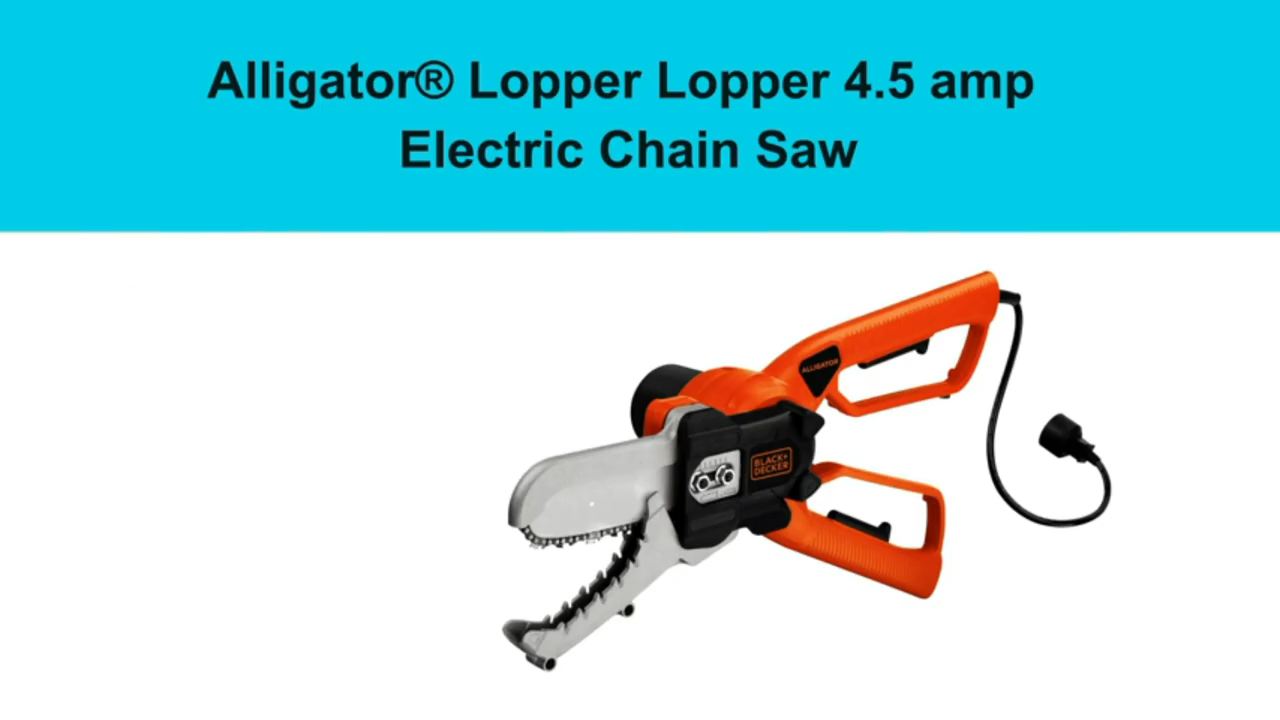 Alligator® Lopper Lopper 4.5 amp
Electric Chain Saw
ALLIGATOR
BLACK+
DECKER